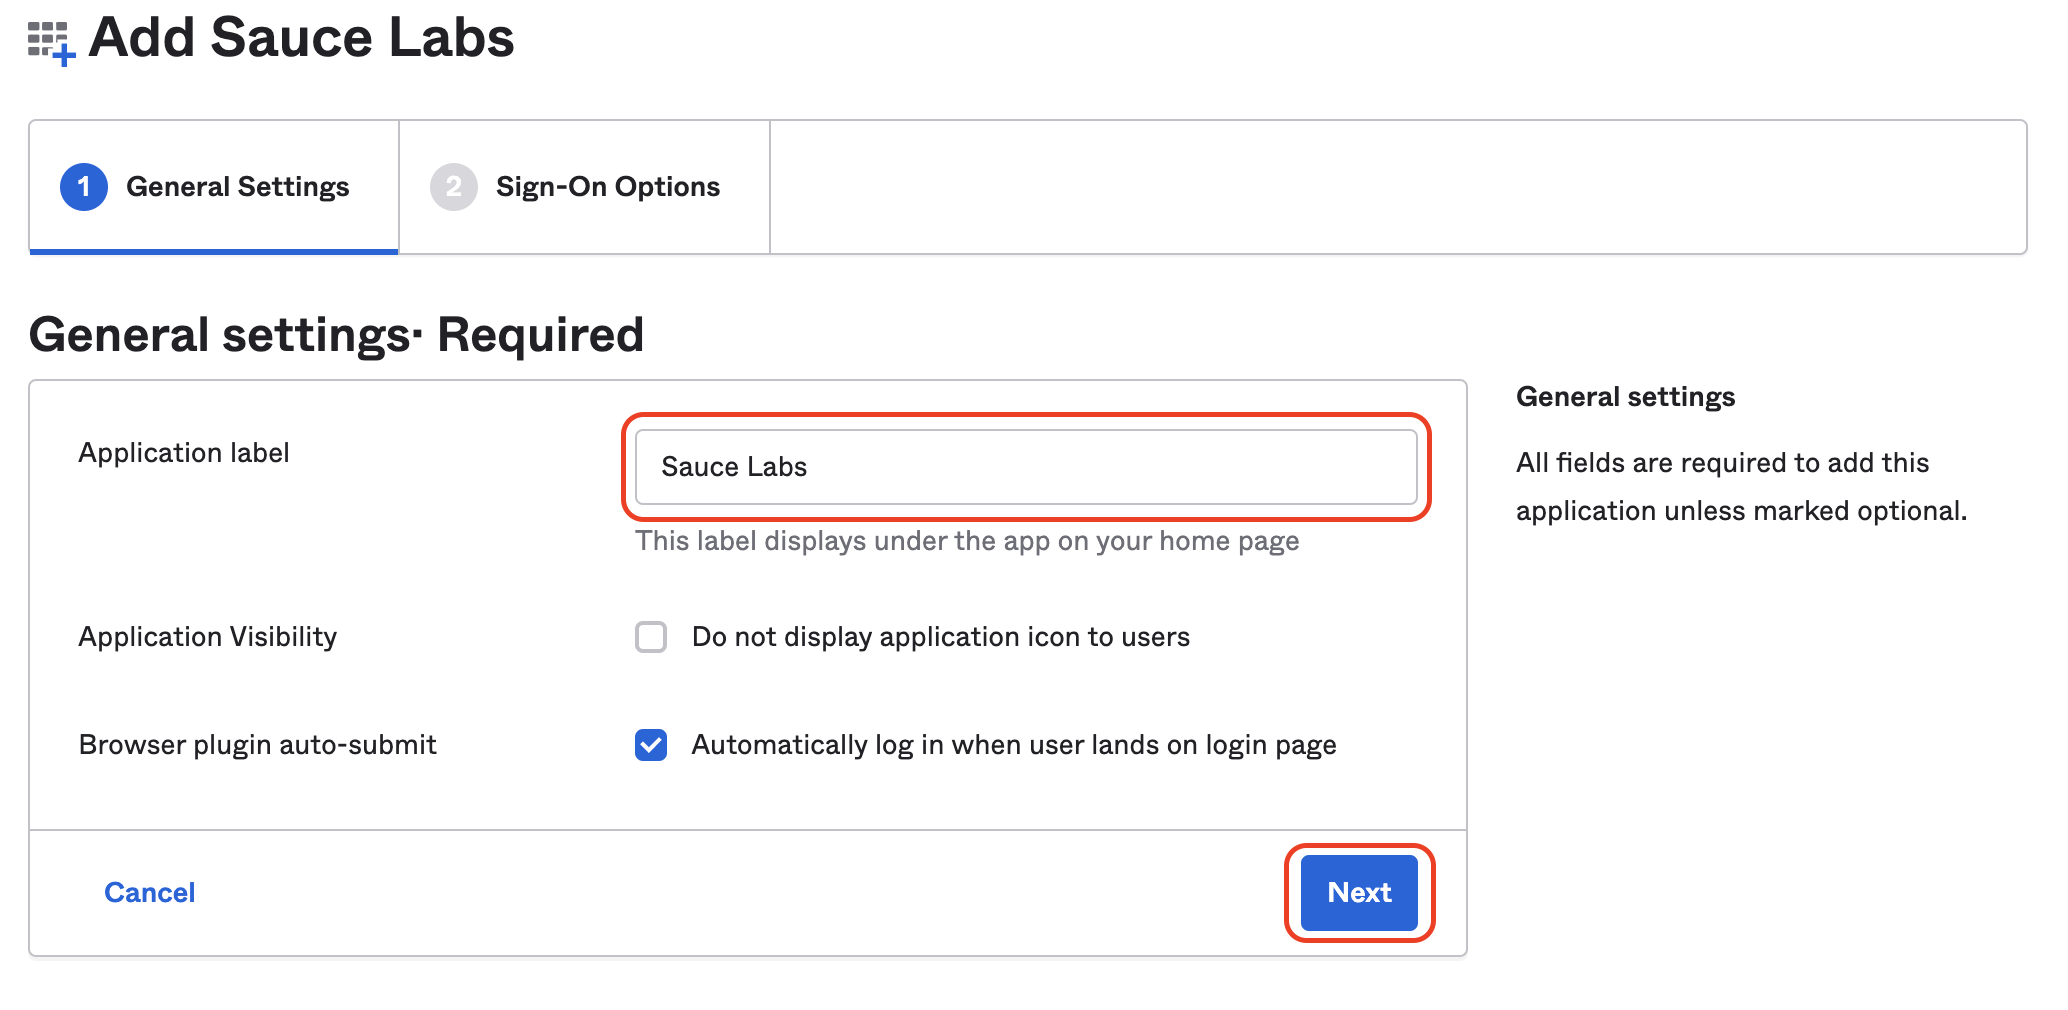 Add Sauce Labs
1 General Settings
2 Sign-On Options
General settings· Required
Application label
Sauce Labs
This label displays under the app on your home page
Application Visibility
Do not display application icon to users
Browser plugin auto-submit
Automatically log in when user lands on login page
Cancel
Next
General settings
All fields are required to add this
application unless marked optional.